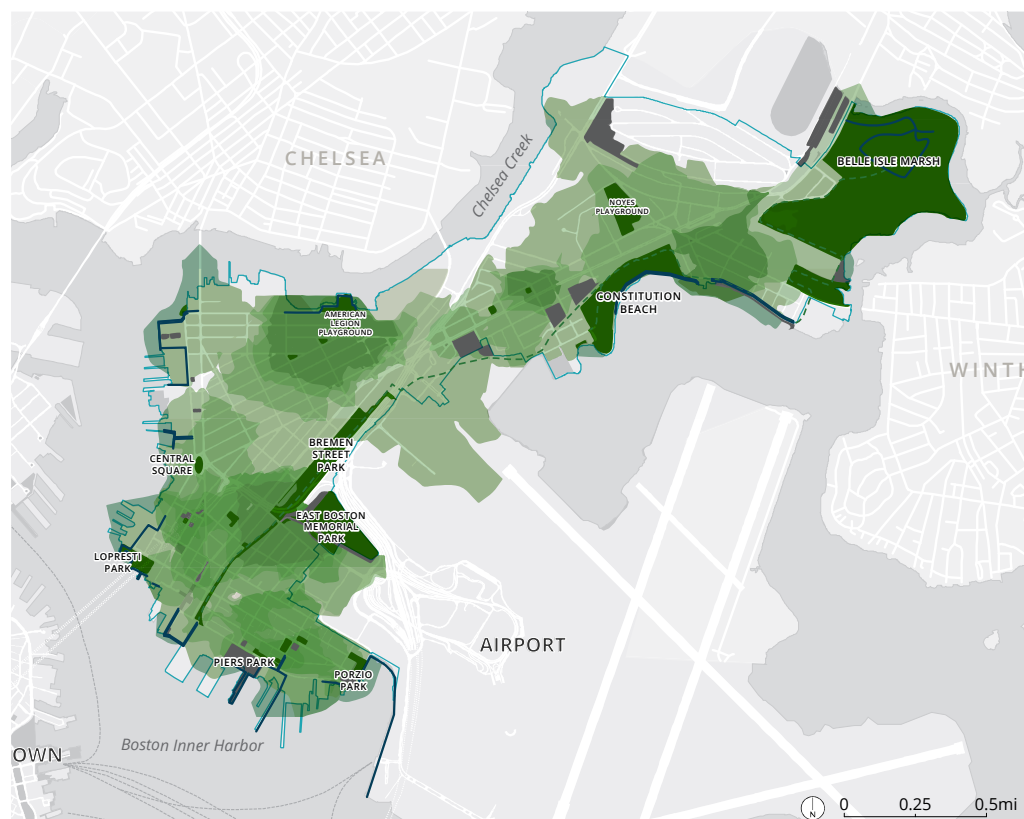 CHELSEA
Chelsea Creek
BELLE ISLE MARSH
NOYES
PLAYGROUND
CONSTITUTION
BEACH
AMERICAN
LEGION
PLAYGROUND
WINTH
BREMEN
STREET
PARK
CENTRAL
SQUARE
EAST BOSTON
MEMORIAL
PARK
LOPRESTI
PARK
AIRPORT
PIERS PARK
PORZIO
PARK
Boston Inner Harbor
OWN
N
0 0.25 0.5mi